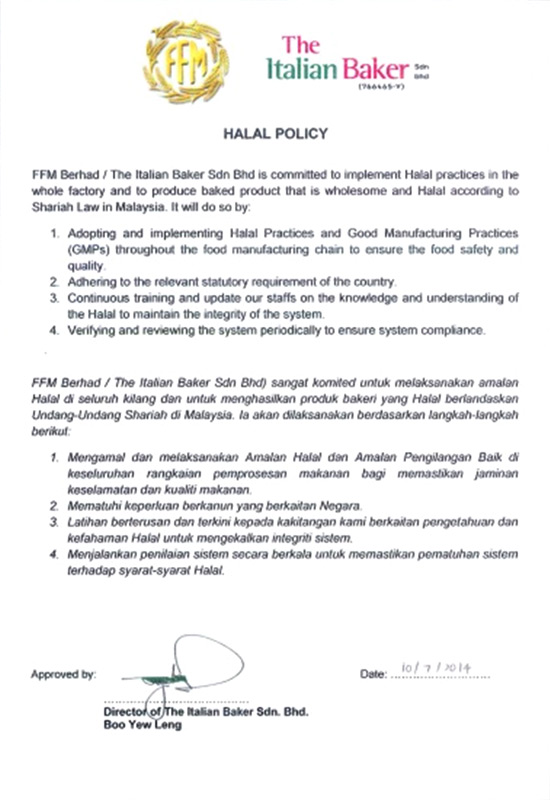 FFM
The
Italian Baker Sdn Bhd
(746465-V)
HALAL POLICY
FFM Berhad / The Italian Baker Sdn Bhd is committed to implement Halal practices in the
whole factory and to produce baked product that is wholesome and Halal according to
Shariah Law in Malaysia. It will do so by:
1. Adopting and implementing Halal Practices and Good Manufacturing Practices
(GMPs) throughout the food manufacturing chain to ensure the food safety and
quality.
2. Adhering to the relevant statutory requirement of the country.
3. Continuous training and update our staffs on the knowledge and understanding of
the Halal to maintain the integrity of the system.
4. Verifying and reviewing the system periodically to ensure system compliance.
FFM Berhad / The Italian Baker Sdn Bhd) sangat komited untuk melaksanakan amalan
Halal di seluruh kilang dan untuk menghasilkan produk bakeri yang Halal berlandaskan
Undang-Undang Shariah di Malaysia. Ia akan dilaksanakan berdasarkan langkah-langkah
berikut:
1. Mengamal dan melaksanakan Amalan Halal dan Amalan Pengilangan Baik di
keseluruhan rangkaian pemprosesan makanan bagi memastikan jaminan
keselamatan dan kualiti makanan.
2. Mematuhi keperluan berkanun yang berkaitan Negara.
3. Latihan berterusan dan terkini kepada kakitangan kami berkaitan pengetahuan dan
kefahaman Halal untuk mengekalkan integriti sistem.
4. Menjalankan penilaian sistem secara berkala untuk memastikan pematuhan sistem
terhadap syarat-syarat Halal.
Approved by:
Date: 10/7/2014
Director of The Italian Baker Sdn. Bhd.
Boo Yew Leng